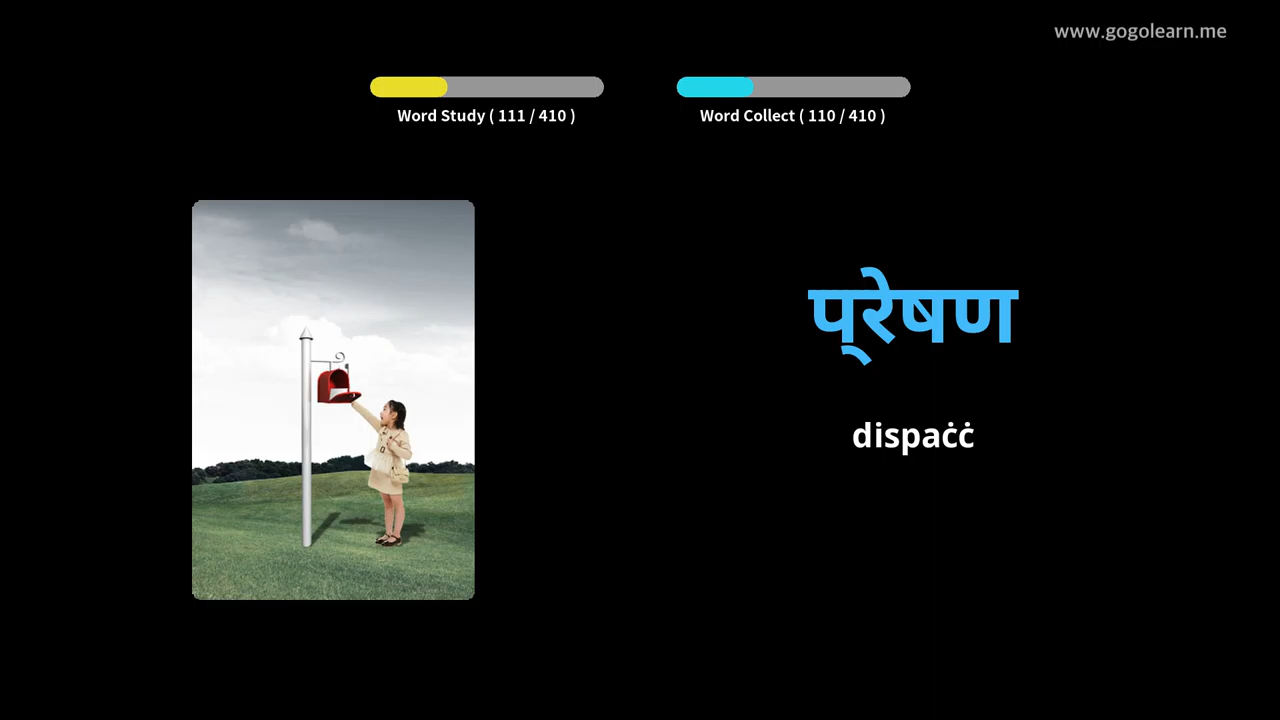 www.gogolearn.me
Word Study ( 111 / 410 )
Word Collect ( 110 / 410 )
प्रेषण
dispaċċ